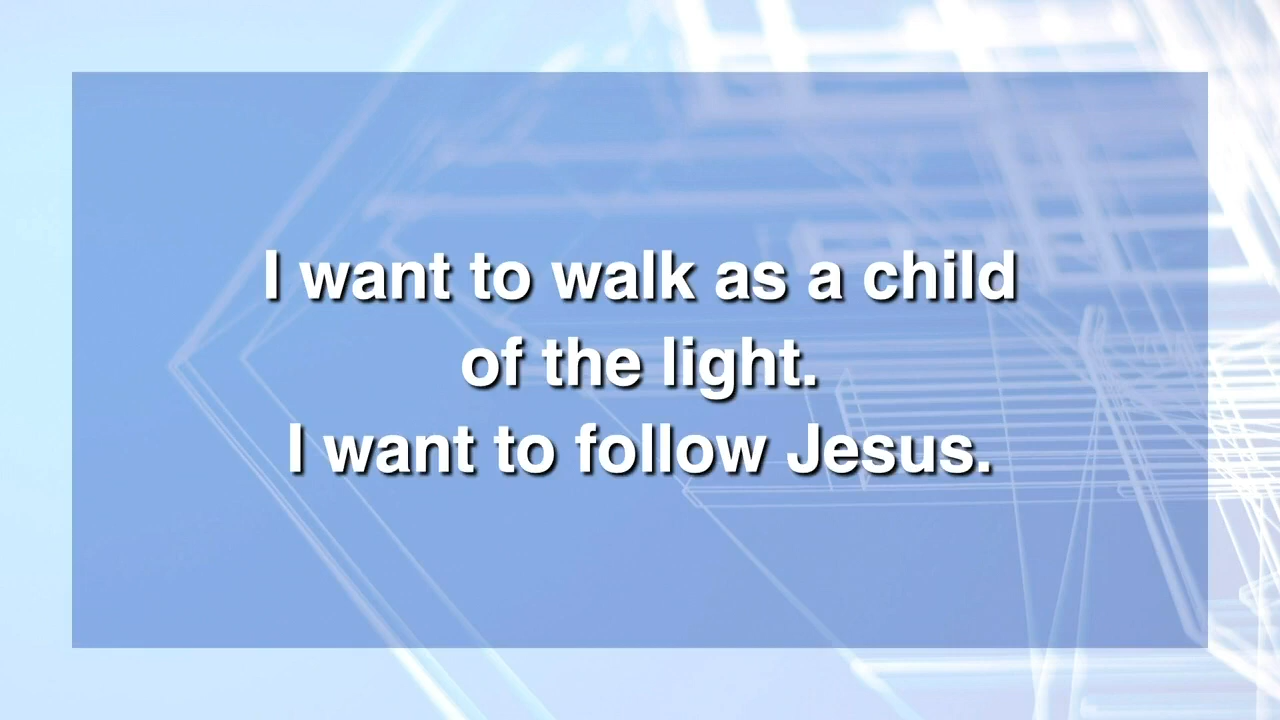 I want to walk as a child
of the light.
I want to follow Jesus.